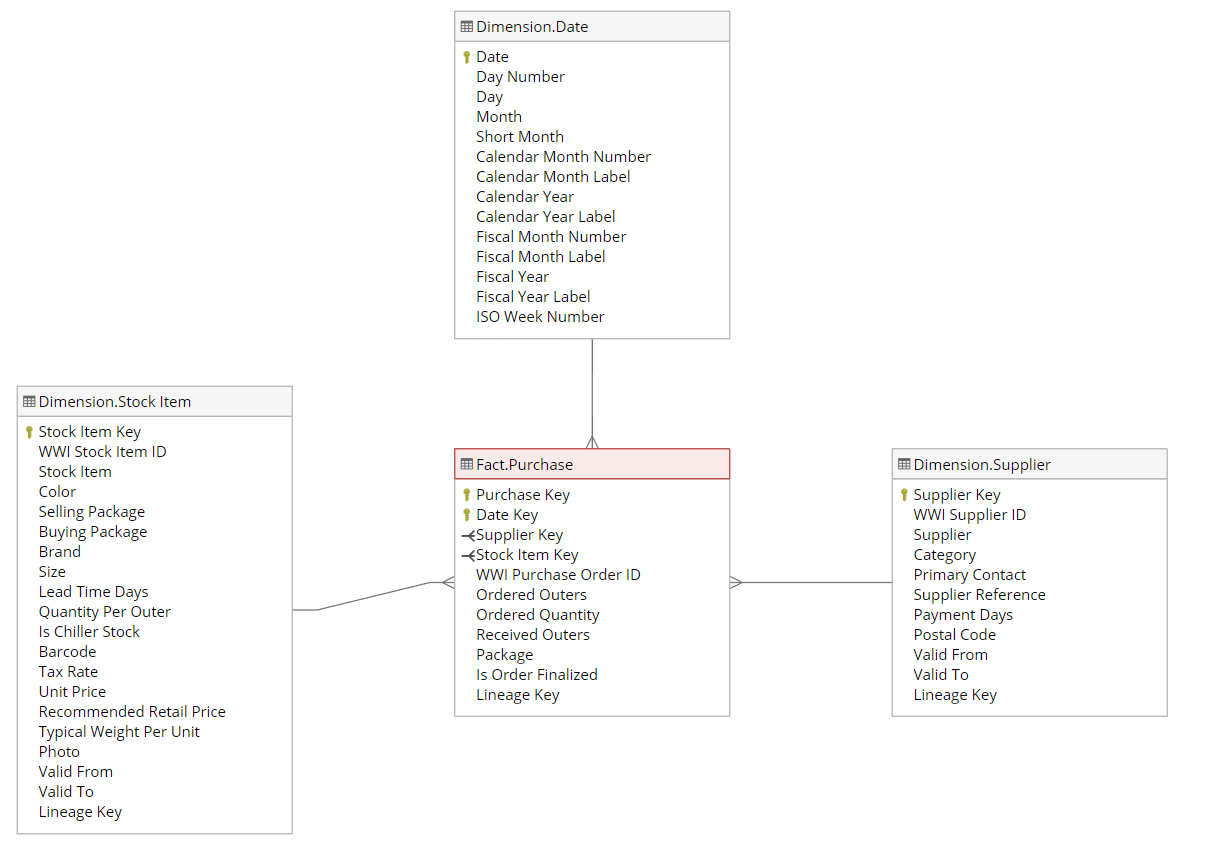 Dimension.Date
Date
Day Number
Day
Month
Short Month
Calendar Month Number
Calendar Month Label
Calendar Year
Calendar Year Label
Fiscal Month Number
Fiscal Month Label
Fiscal Year
Fiscal Year Label
ISO Week Number
Dimension.Stock Item
Stock Item Key
WWI Stock Item ID
Stock Item
Color
Selling Package
Buying Package
Brand
Size
Lead Time Days
Quantity Per Outer
Is Chiller Stock
Barcode
Tax Rate
Unit Price
Recommended Retail Price
Typical Weight Per Unit
Photo
Valid From
Valid To
Lineage Key
Fact.Purchase
Purchase Key
Date Key
Supplier Key
Stock Item Key
WWI Purchase Order ID
Ordered Outers
Ordered Quantity
Received Outers
Package
Is Order Finalized
Lineage Key
Dimension.Supplier
Supplier Key
WWI Supplier ID
Supplier
Category
Primary Contact
Supplier Reference
Payment Days
Postal Code
Valid From
Valid To
Lineage Key